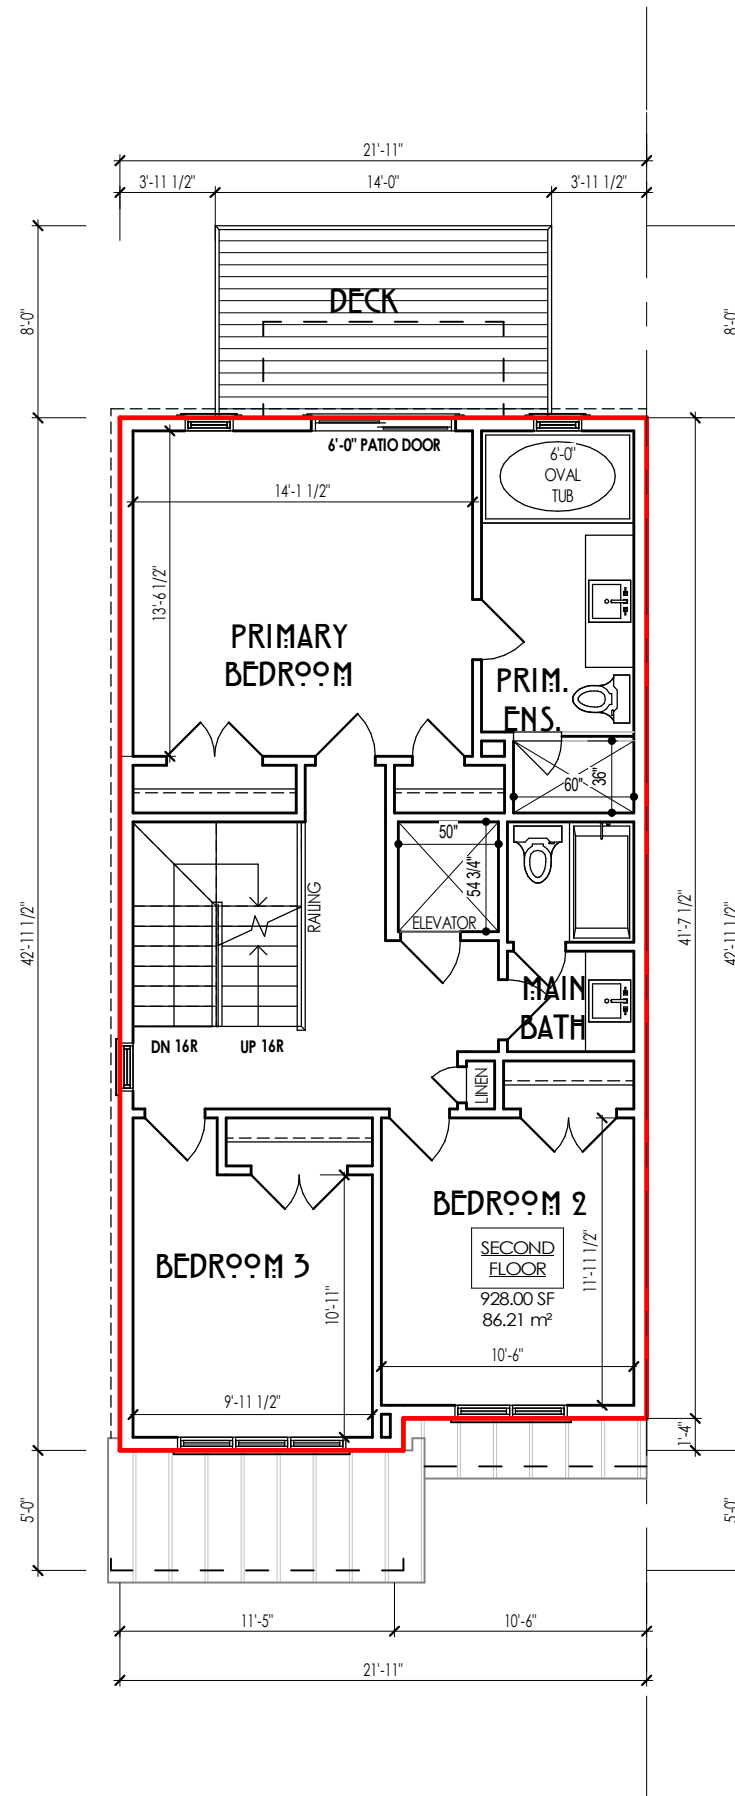 21'-11"
3'-11 1/2"
14'-0"
3'-11 1/2"
8'-0"
DECK
8'-0"
6'-0" PATIO DOOR
6'-0"
OVAL
TUB
14'-1 1/2"
13'-6 1/2"
PRIMARY
BEDROOM
PRIM.
ENS.
60"
36"
50"
54 3/4"
ELEVATOR
RAILING
42'-11 1/2"
41'-7 1/2"
42'-11 1/2"
MAIN
BATH
DN 16R
UP 16R
LINEN
BEDROOM 2
SECOND
FLOOR
928.00 SF
86.21 m²
11'-11 1/2"
BEDROOM 3
10'-11"
10'-6"
9'-11 1/2"
1'-4"
5'-0"
5'-0"
11'-5"
10'-6"
21'-11"